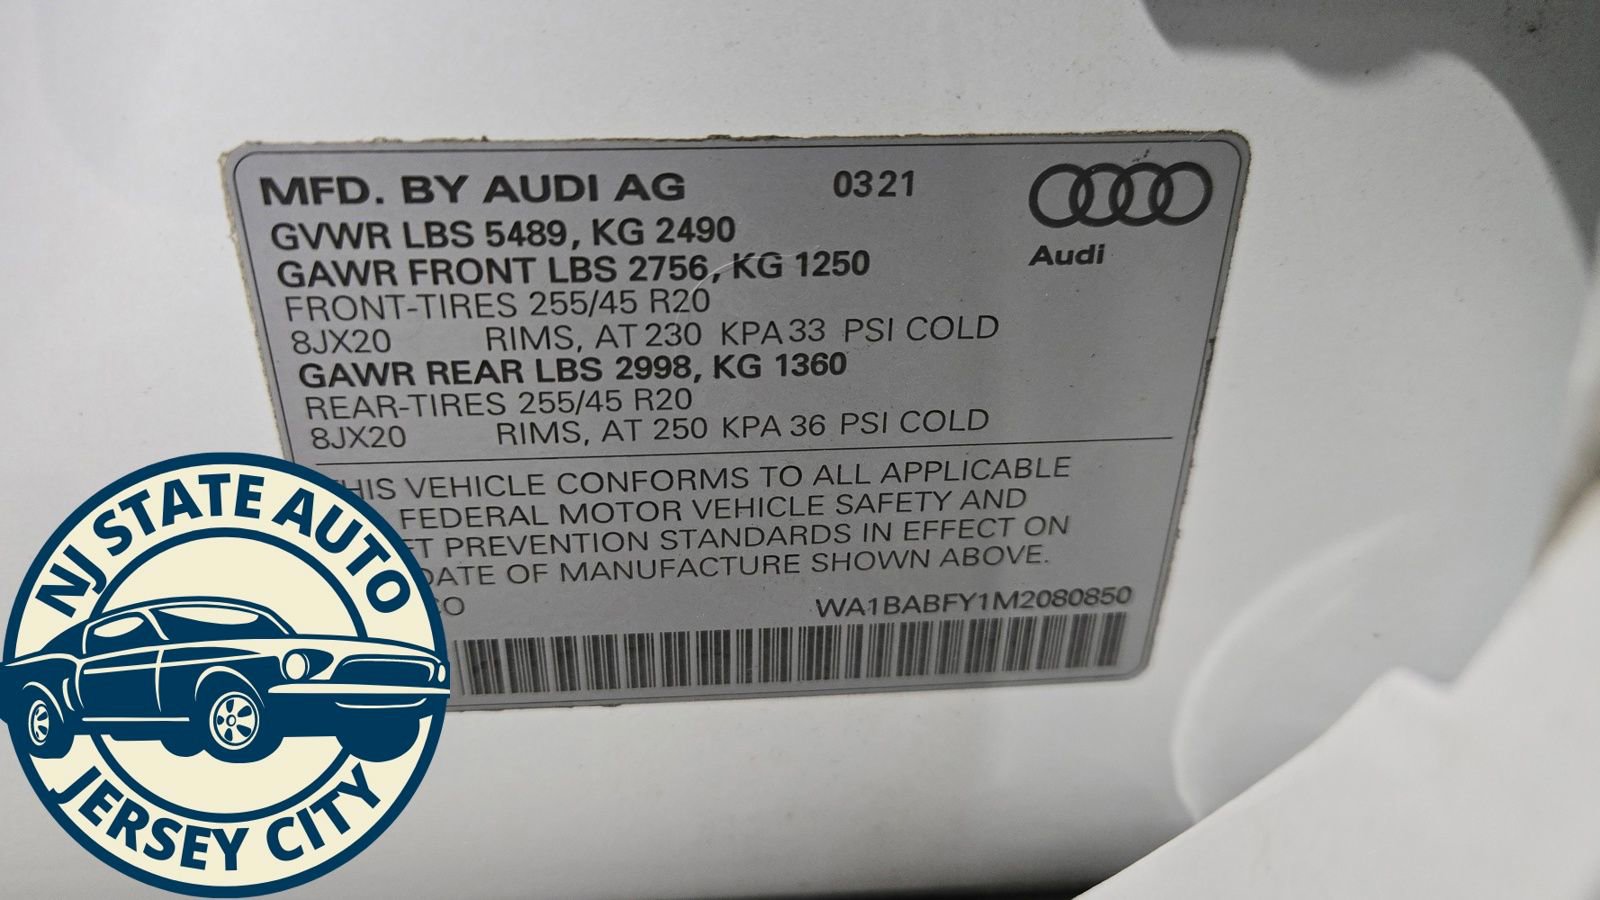 MFD. BY AUDI AG 0321
Audi
GVWR LBS 5489, KG 2490
GAWR FRONT LBS 2756, KG 1250
FRONT-TIRES 255/45 R20
8JX20 RIMS, AT 230 KPA 33 PSI COLD
GAWR REAR LBS 2998, KG 1360
REAR-TIRES 255/45 R20
8JX20 RIMS, AT 250 KPA 36 PSI COLD
THIS VEHICLE CONFORMS TO ALL APPLICABLE
FEDERAL MOTOR VEHICLE SAFETY AND
PREVENTION STANDARDS IN EFFECT ON
DATE OF MANUFACTURE SHOWN ABOVE.
WA1BABFY1M2080850
NJ STATE AUTO
JERSEY CITY